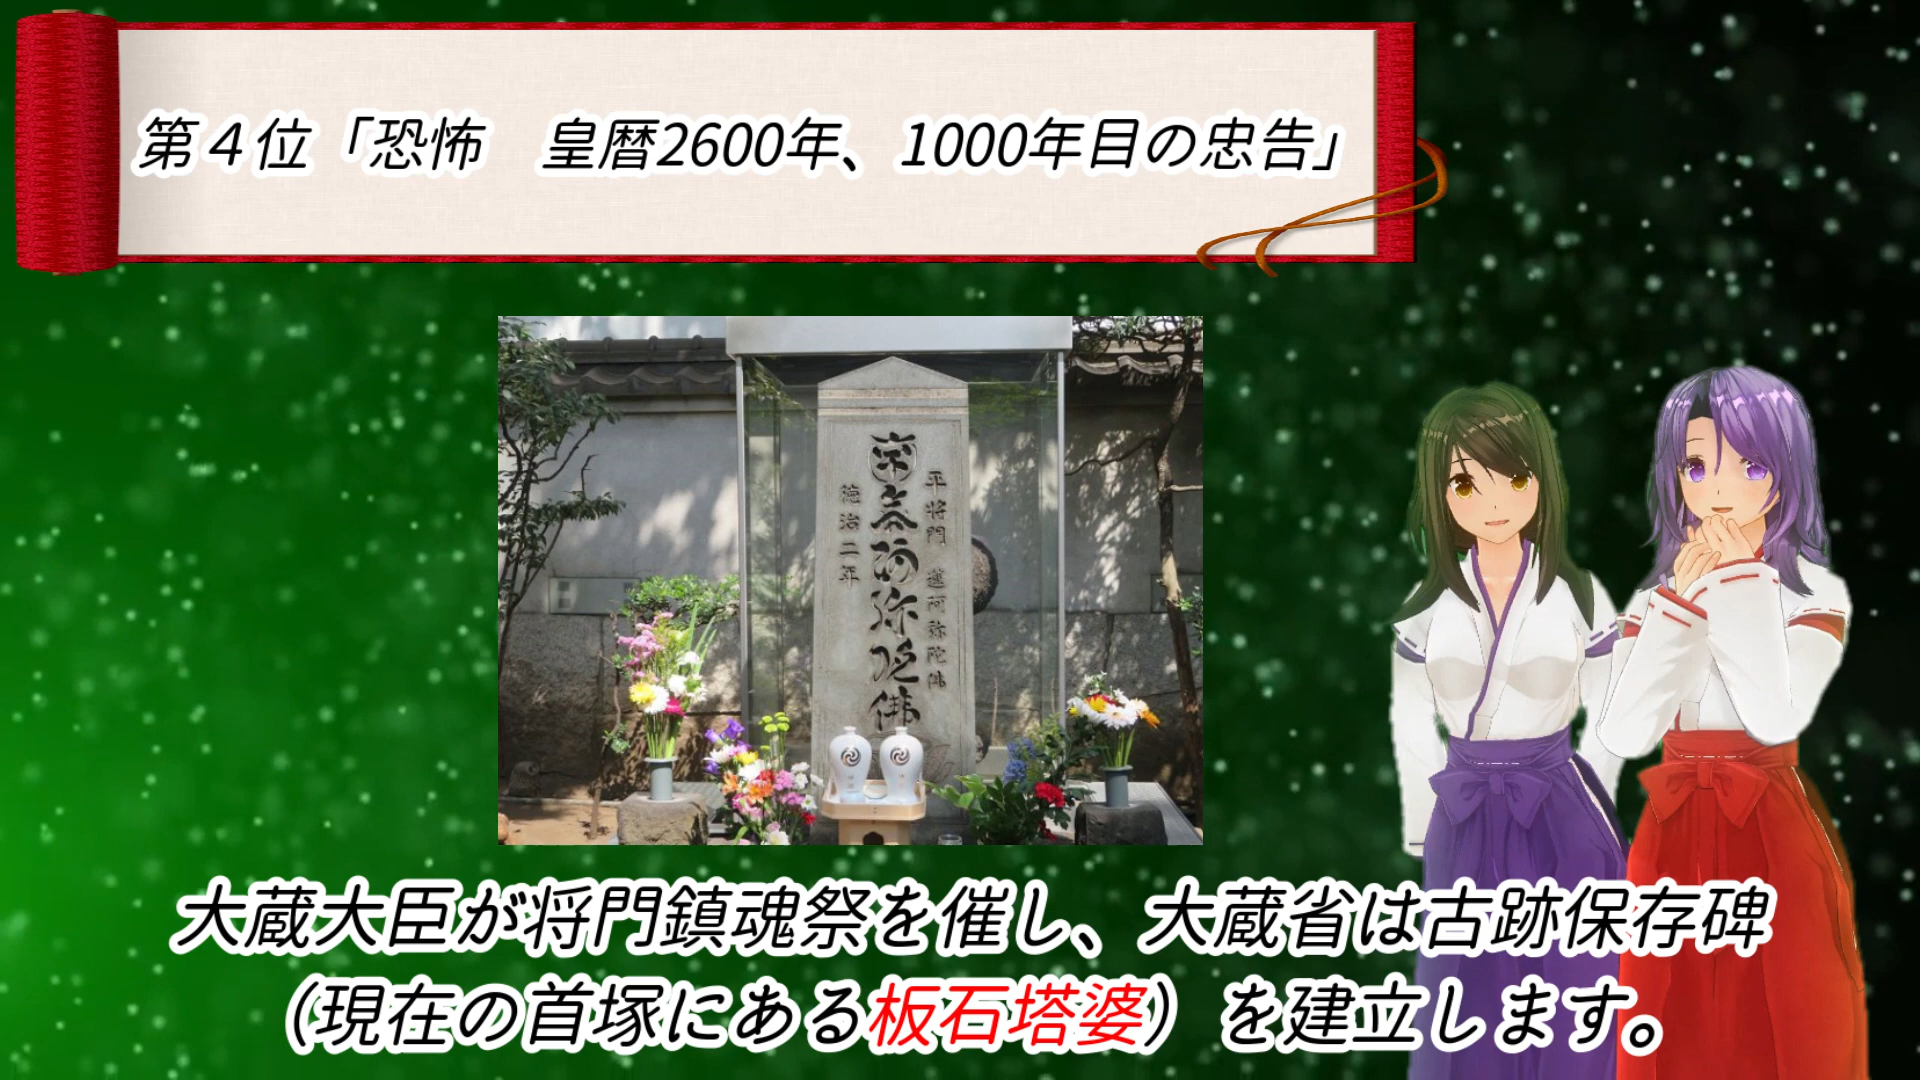 第４位「恐怖　皇暦2600年、1000年目の忠告」
平将門 蓮阿弥陀佛
南無阿弥陀佛
徳治二年
大蔵大臣が将門鎮魂祭を催し、大蔵省は古跡保存碑
（現在の首塚にある板石塔婆）を建立します。